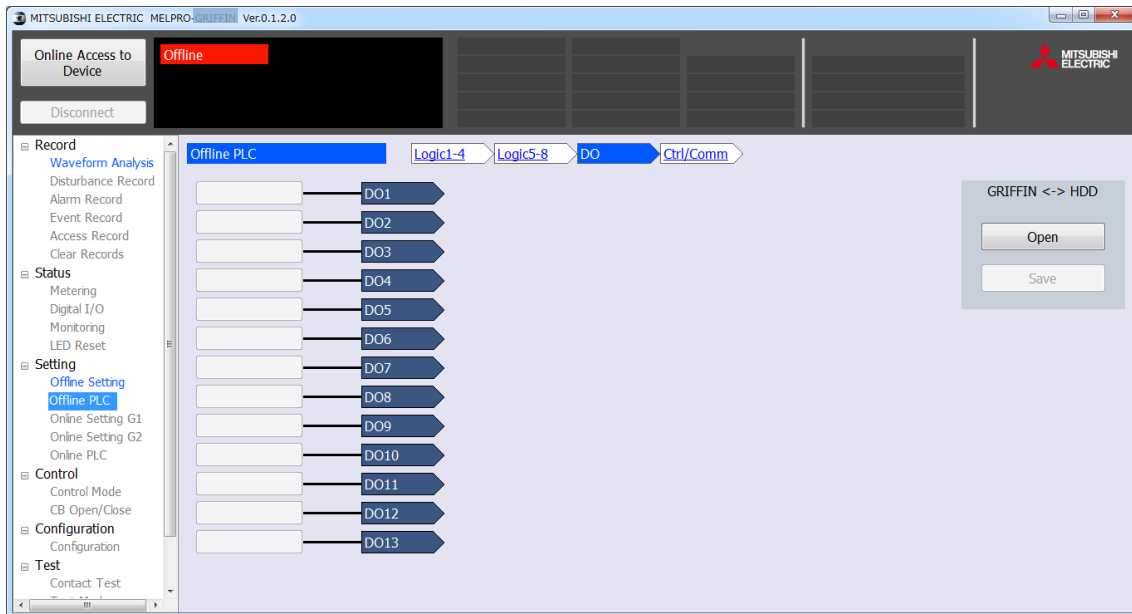 MITSUBISHI ELECTRIC MELPRO-GRIFFIN Ver.0.1.2.0
Online Access to
Device
Disconnect
Offline
MITSUBISHI
ELECTRIC
Record
Waveform Analysis
Disturbance Record
Alarm Record
Event Record
Access Record
Clear Records
Status
Metering
Digital I/O
Monitoring
LED Reset
Setting
Offline Setting
Offline PLC
Online Setting G1
Online Setting G2
Online PLC
Control
Control Mode
CB Open/Close
Configuration
Configuration
Test
Contact Test
Offline PLC
Logic1-4
Logic5-8
DO
Ctrl/Comm
DO1
DO2
DO3
DO4
DO5
DO6
DO7
DO8
DO9
DO10
DO11
DO12
DO13
GRIFFIN <-> HDD
Open
Save